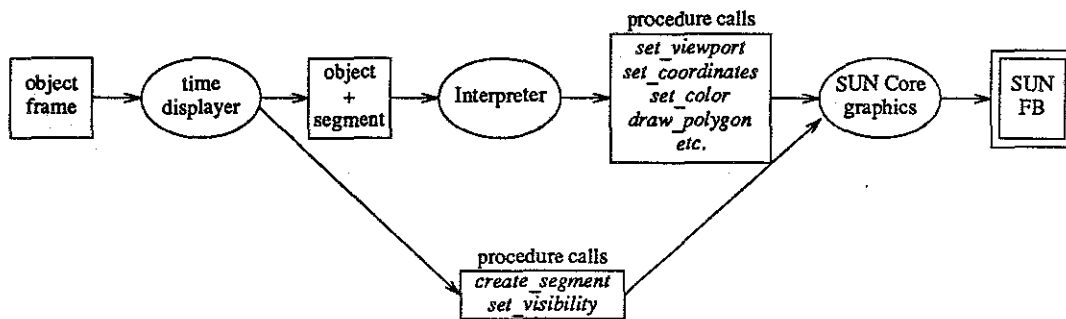 object
frame
time
displayer
object
+
segment
Interpreter
procedure calls
set_viewport
set_coordinates
set_color
draw_polygon
etc.
SUN Core
graphics
SUN
FB
procedure calls
create_segment
set_visibility